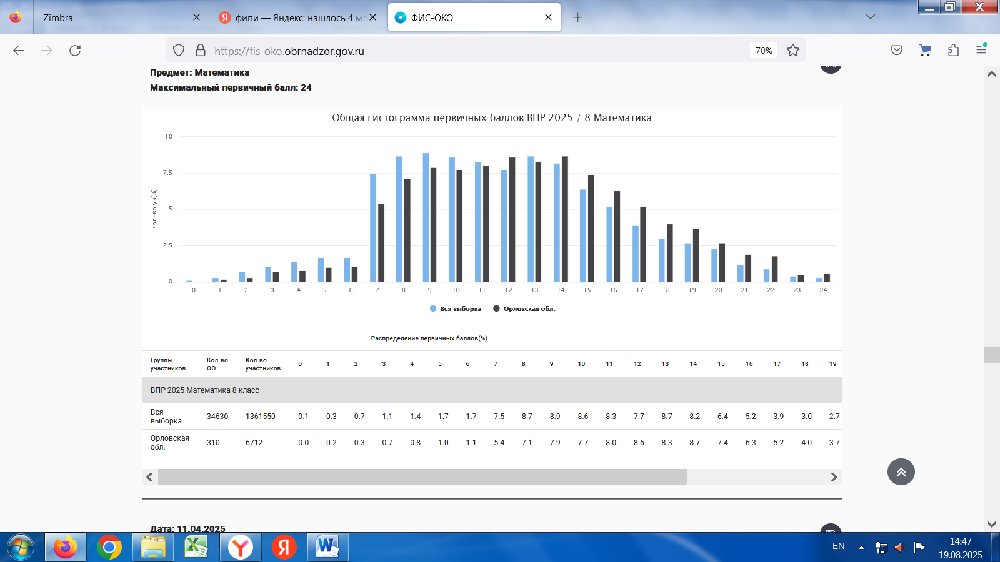 Zimbra
фипи — Яндекс: нашлось 4 мл
ФИС-ОКО
https://fis-oko.obrnadzor.gov.ru
70%
Предмет: Математика
Максимальный первичный балл: 24
Общая гистограмма первичных баллов ВПР 2025 / 8 Математика
10
7.5
5
2.5
0
Кол-во уч(%)
0 1 2 3 4 5 6 7 8 9 10 11 12 13 14 15 16 17 18 19 20 21 22 23 24
Вся выборка Орловская обл.
Распределение первичных баллов(%)
Группы участников Кол-во ОО Кол-во участников 0 1 2 3 4 5 6 7 8 9 10 11 12 13 14 15 16 17 18 19
ВПР 2025 Математика 8 класс
Вся выборка 34630 1361550 0.1 0.3 0.7 1.1 1.4 1.7 1.7 7.5 8.7 8.9 8.6 8.3 7.7 8.7 8.2 6.4 5.2 3.9 3.0 2.7
Орловская обл. 310 6712 0.0 0.2 0.3 0.7 0.8 1.0 1.1 5.4 7.1 7.9 7.7 8.0 8.6 8.3 8.7 7.4 6.3 5.2 4.0 3.7
Дата: 11.04.2025
EN
14:47
19.08.2025